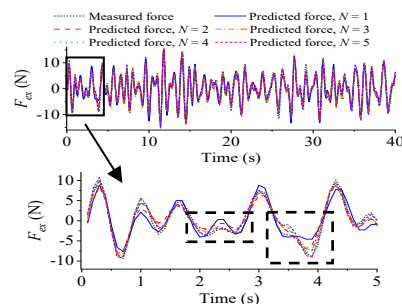 Measured force
Predicted force, N = 1
Predicted force, N = 2
Predicted force, N = 3
Predicted force, N = 4
Predicted force, N = 5
F_ex (N)
10
0
-10
0 10 20 30 40
Time (s)
F_ex (N)
10
5
0
-5
-10
0 1 2 3 4 5
Time (s)